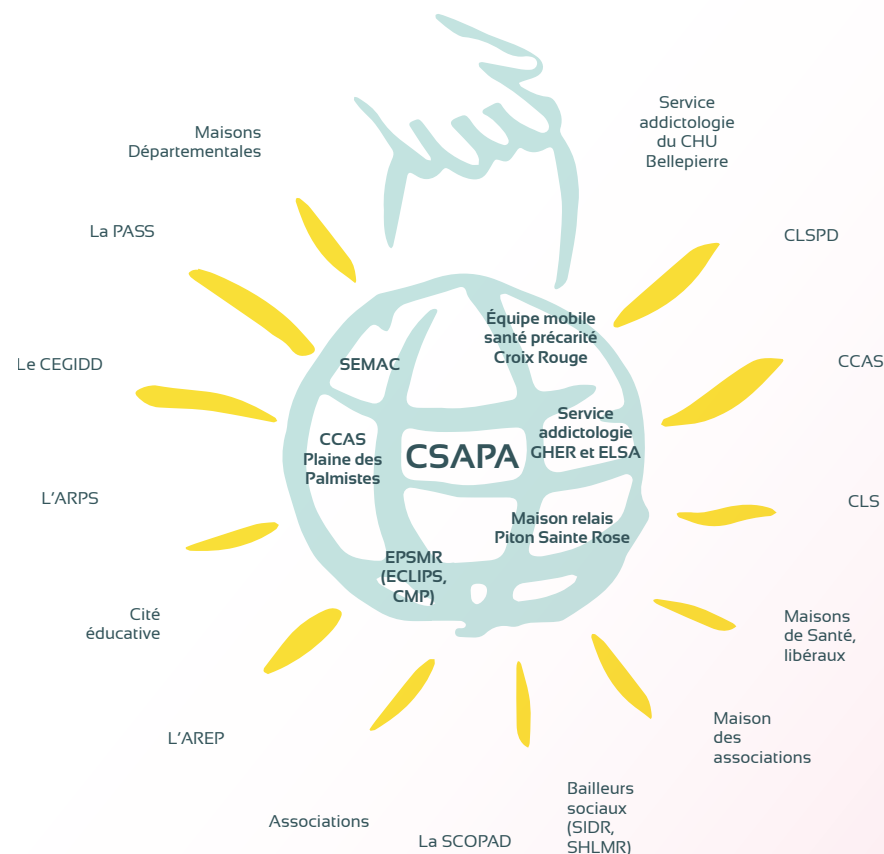 Service
addictologie
du CHU
Bellepierre
Maisons
Départementales
La PASS
CLSPD
Équipe mobile
santé précarité
Croix Rouge
SEMAC
Le CEGIDD
CCAS
Service
addictologie
GHER et ELSA
CCAS
Plaine des
Palmistes
CSAPA
L'ARPS
CLS
Maison relais
Piton Sainte Rose
EPSMR
(ECLIPS,
CMP)
Cité
éducative
Maisons
de Santé,
libéraux
L'AREP
Maison
des
associations
Associations
La SCOPAD
Bailleurs
sociaux
(SIDR,
SHLMR)